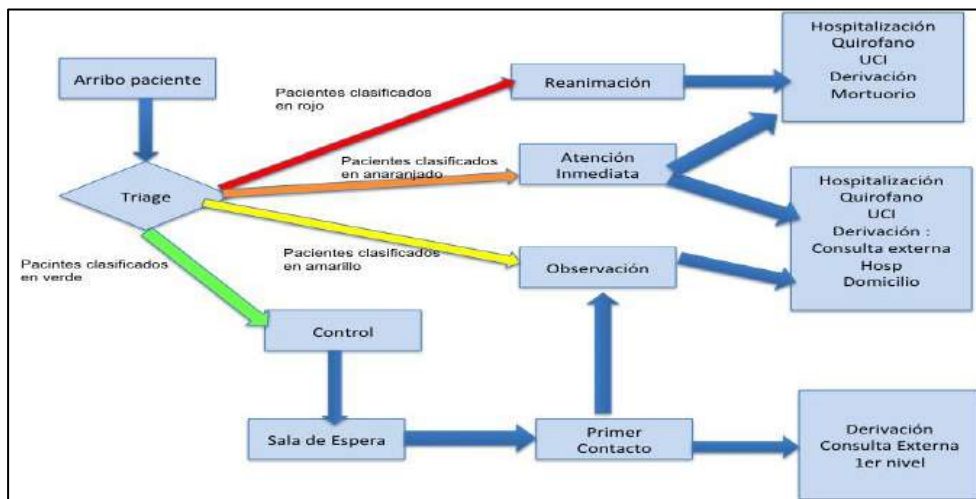 Arribo paciente
Triage
Pacientes clasificados
en rojo
Pacientes clasificados
en anaranjado
Pacientes clasificados
en amarillo
Pacintes clasificados
en verde
Reanimación
Atención
Inmediata
Observación
Control
Sala de Espera
Primer
Contacto
Hospitalización
Quirofano
UCI
Derivación
Mortuorio
Hospitalización
Quirofano
UCI
Derivación :
Consulta externa
Hosp
Domicilio
Derivación
Consulta Externa
1er nivel